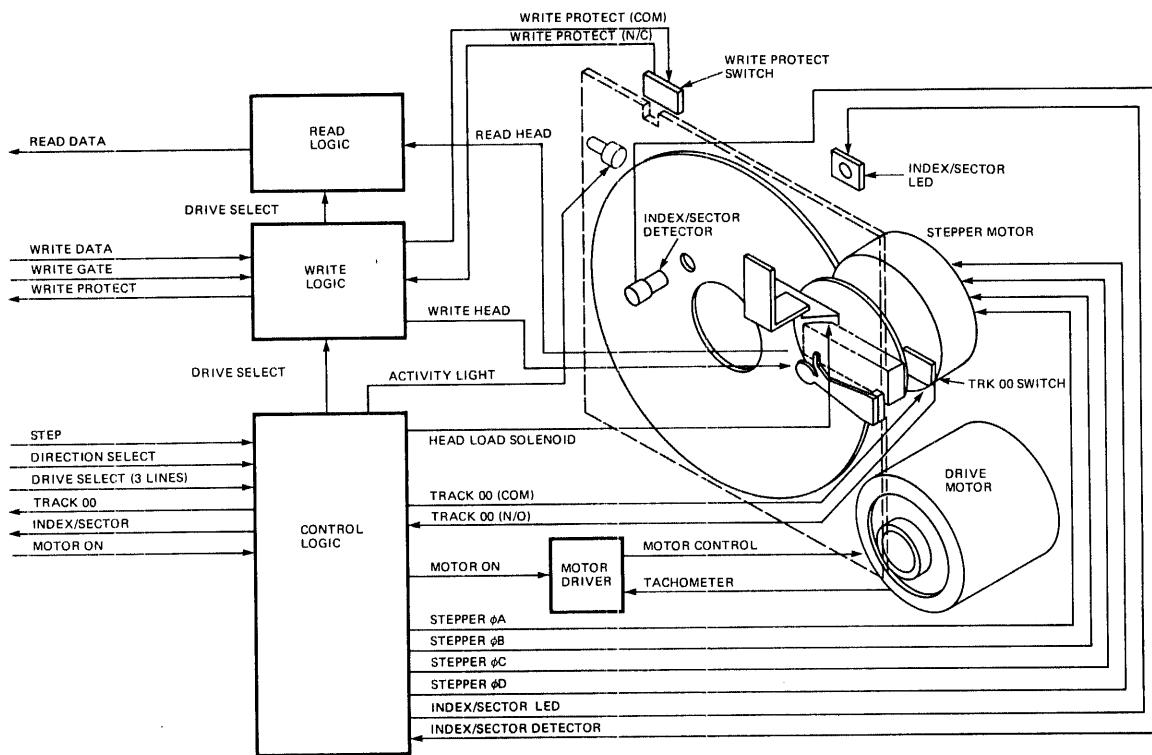 WRITE PROTECT (COM)
WRITE PROTECT (N/C)
WRITE PROTECT
SWITCH
READ DATA
READ
LOGIC
READ HEAD
INDEX/SECTOR
LED
DRIVE SELECT
INDEX/SECTOR
DETECTOR
STEPPER MOTOR
WRITE DATA
WRITE GATE
WRITE PROTECT
WRITE
LOGIC
WRITE HEAD
DRIVE SELECT
ACTIVITY LIGHT
TRK 00 SWITCH
STEP
DIRECTION SELECT
DRIVE SELECT (3 LINES)
TRACK 00
INDEX/SECTOR
MOTOR ON
CONTROL
LOGIC
HEAD LOAD SOLENOID
DRIVE
MOTOR
TRACK 00 (COM)
TRACK 00 (N/O)
MOTOR ON
MOTOR
DRIVER
MOTOR CONTROL
TACHOMETER
STEPPER ϕA
STEPPER ϕB
STEPPER ϕC
STEPPER ϕD
INDEX/SECTOR LED
INDEX/SECTOR DETECTOR